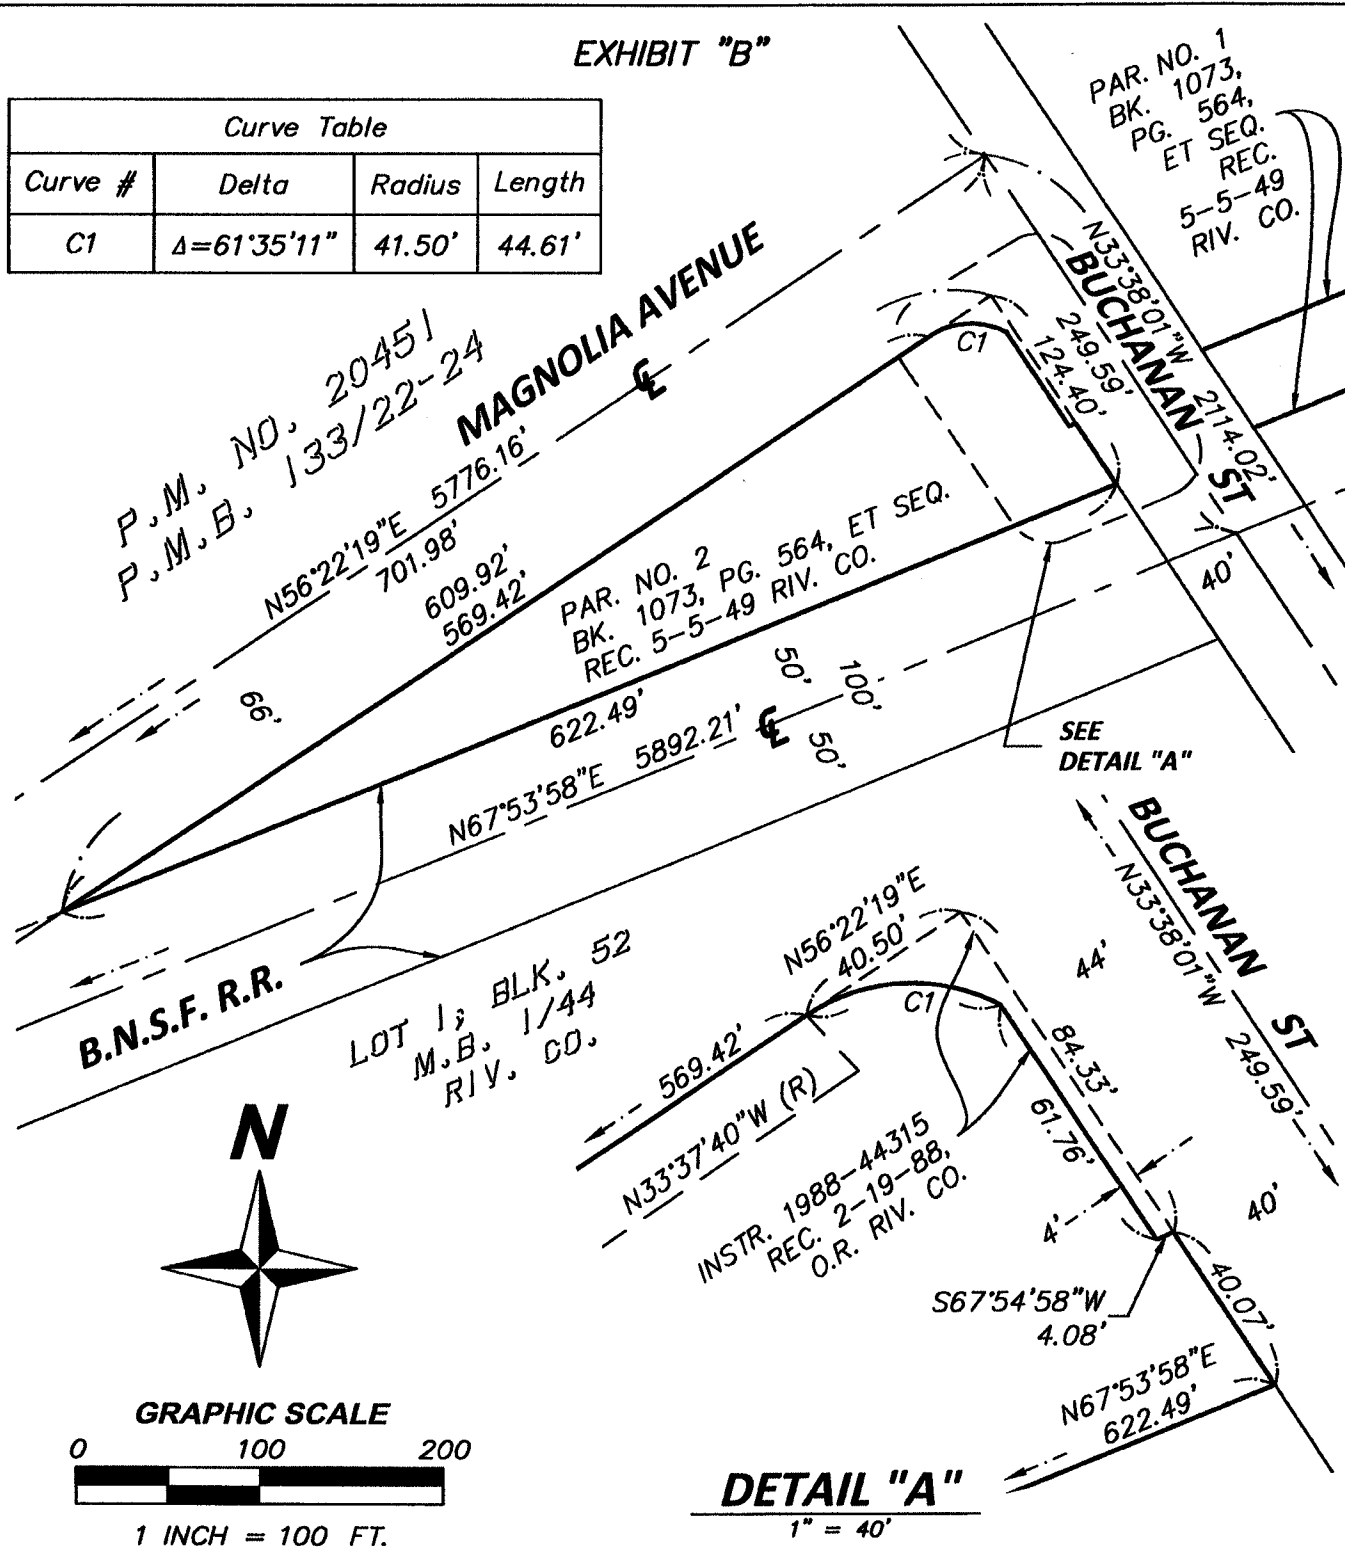 EXHIBIT "B"
Curve Table
Curve # Delta Radius Length
C1 Δ=61°35'11" 41.50' 44.61'
PAR. NO. 1
BK. 1073,
PG. 564,
ET SEQ.
REC.
5-5-49
RIV. CO.
P.M. NO. 20451
P.M.B. 133/22-24
MAGNOLIA AVENUE
℄
N56°22'19"E 5776.16'
701.98'
609.92'
569.42'
66'
C1
N33°38'01"W 2114.02'
BUCHANAN ST
249.59'
124.40'
PAR. NO. 2
BK. 1073, PG. 564, ET SEQ.
REC. 5-5-49 RIV. CO.
622.49'
N67°53'58"E 5892.21'
℄
50'
100'
50'
40'
SEE
DETAIL "A"
B.N.S.F. R.R.
LOT 1, BLK. 52
M.B. 1/44
RIV. CO.
N
GRAPHIC SCALE
0 100 200
1 INCH = 100 FT.
BUCHANAN ST
N33°38'01"W 249.59'
N56°22'19"E
40.50'
C1
44'
569.42'
N33°37'40"W (R)
84.33'
61.76'
INSTR. 1988-44315
REC. 2-19-88,
O.R. RIV. CO.
4'
40'
S67°54'58"W
4.08'
40.07'
N67°53'58"E
622.49'
DETAIL "A"
1" = 40'